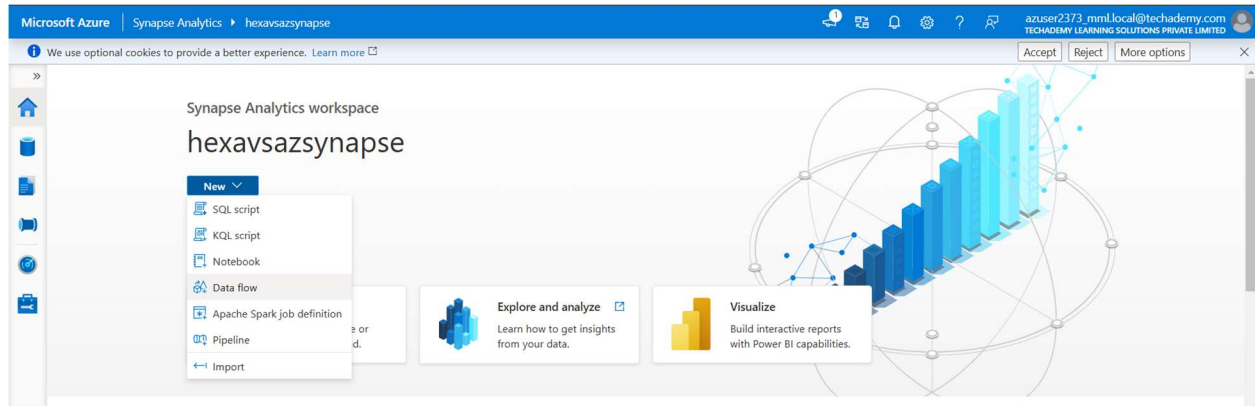 Microsoft Azure Synapse Analytics hexavsazsynapse
1
azuser2373_mml.local@techademy.com
TECHADEMY LEARNING SOLUTIONS PRIVATE LIMITED
We use optional cookies to provide a better experience. Learn more
Accept Reject More options
Synapse Analytics workspace
hexavsazsynapse
New
SQL script
KQL script
Notebook
Data flow
Apache Spark job definition
Pipeline
Import
e or
d.
Explore and analyze
Learn how to get insights
from your data.
Visualize
Build interactive reports
with Power BI capabilities.